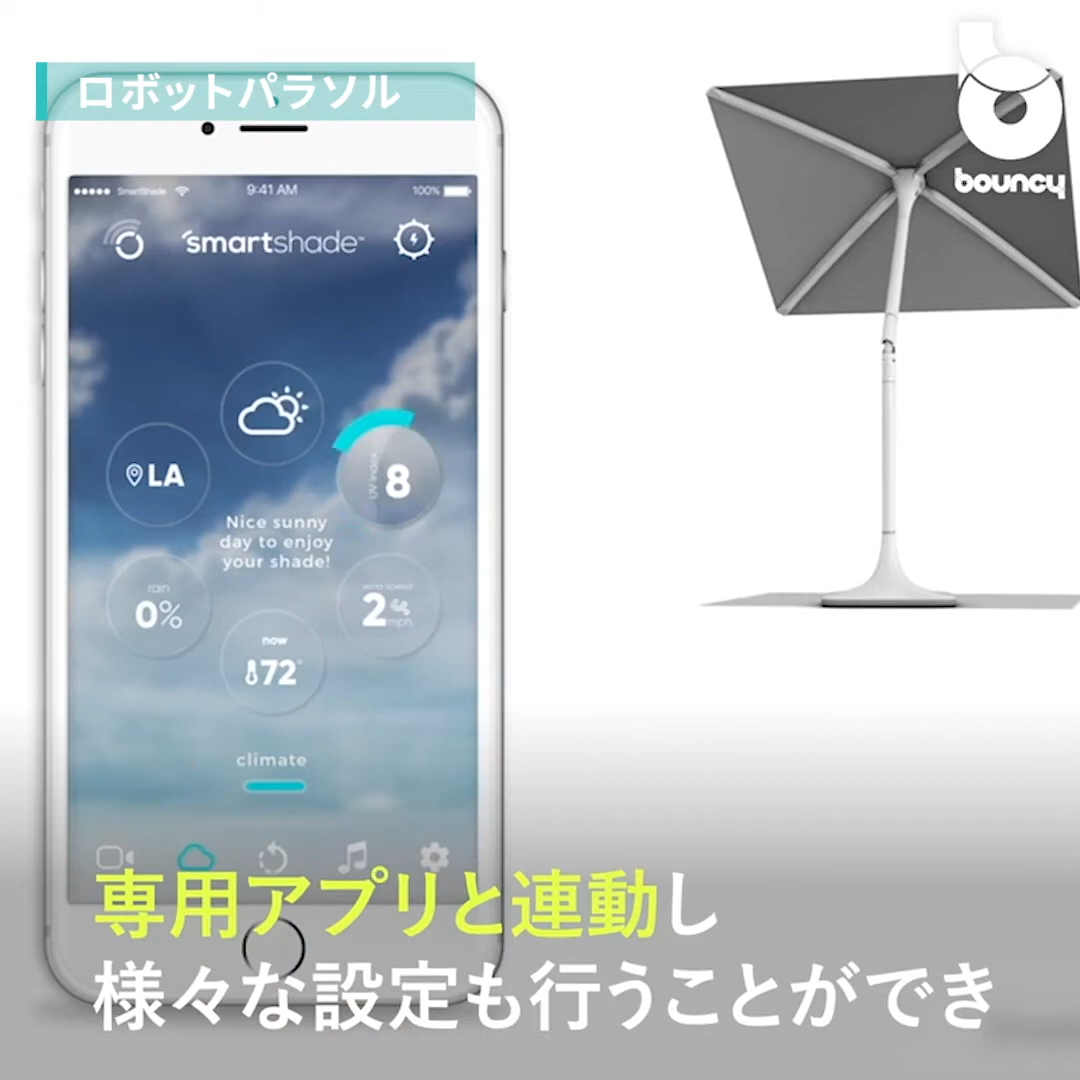 ロボットパラソル
bouncy
SmartShade
9:41 AM
100%
smartshade™
LA
UV index
8
Nice sunny
day to enjoy
your shade!
rain
0%
wind speed
2 mph
now
72°
climate
専用アプリと連動し
様々な設定も行うことができ